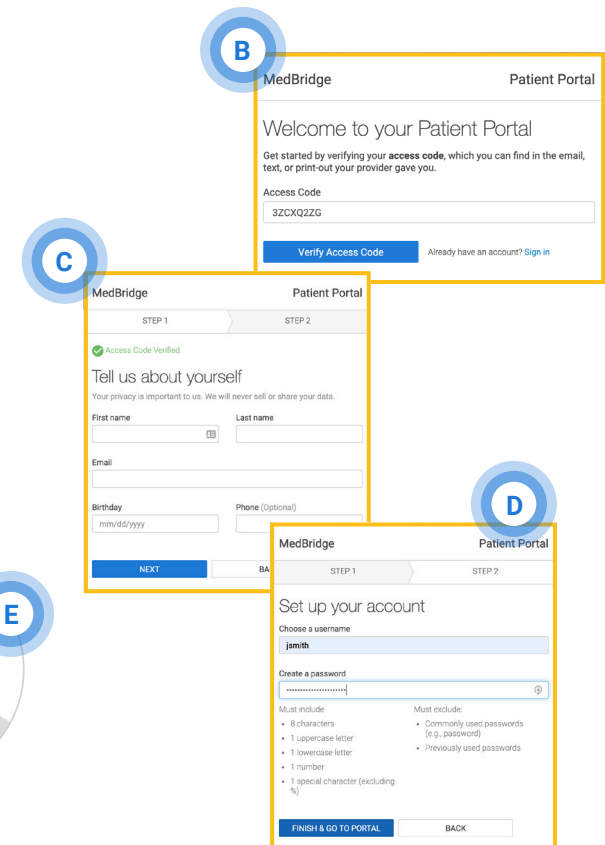 B
MedBridge Patient Portal
Welcome to your Patient Portal
Get started by verifying your access code, which you can find in the email,
text, or print-out your provider gave you.
Access Code
3ZCXQ2ZG
Verify Access Code Already have an account? Sign in
C
MedBridge Patient Portal
STEP 1 STEP 2
Access Code Verified
Tell us about yourself
Your privacy is important to us. We will never sell or share your data.
First name Last name
Email
Birthday Phone (Optional)
mm/dd/yyyy
NEXT BA
D
MedBridge Patient Portal
STEP 1 STEP 2
Set up your account
Choose a username
jsmith
Create a password
Must include Must exclude:
• 8 characters • Commonly used passwords
(e.g., password)
• 1 uppercase letter
• Previously used passwords
• 1 lowercase letter
• 1 number
• 1 special character (excluding
%)
FINISH & GO TO PORTAL BACK
E